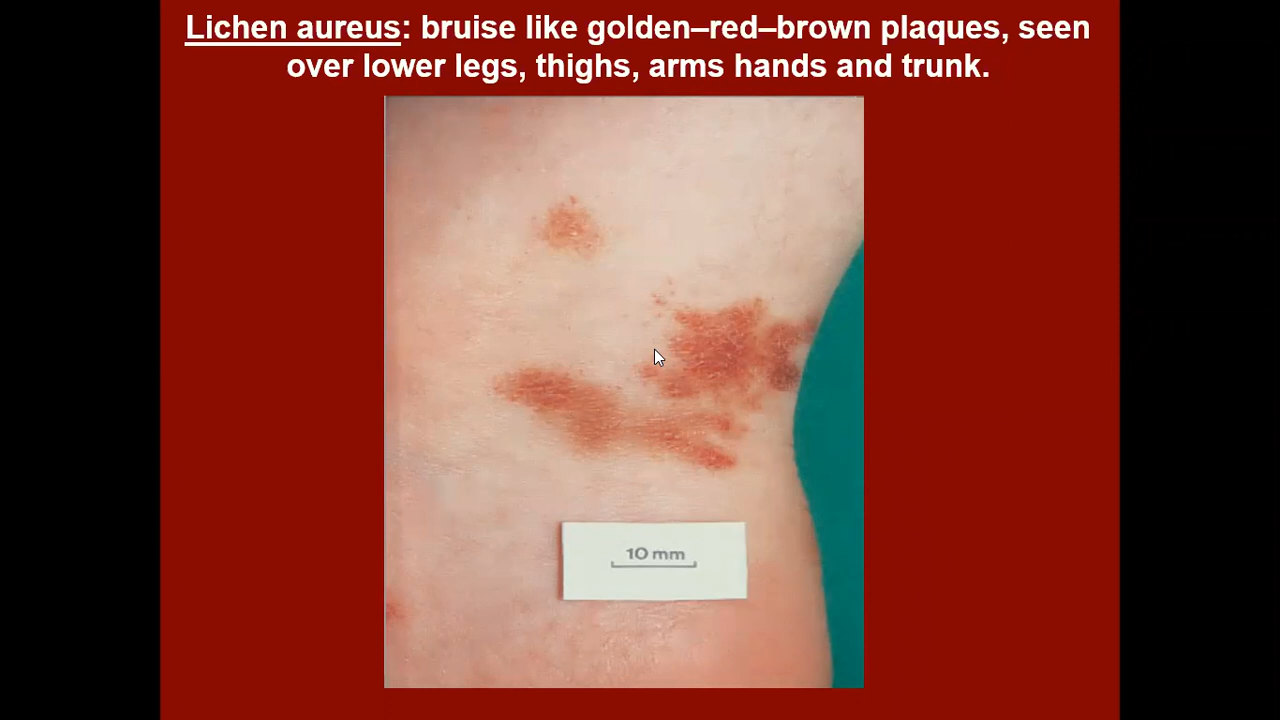 Lichen aureus: bruise like golden–red–brown plaques, seen
over lower legs, thighs, arms hands and trunk.
10 mm